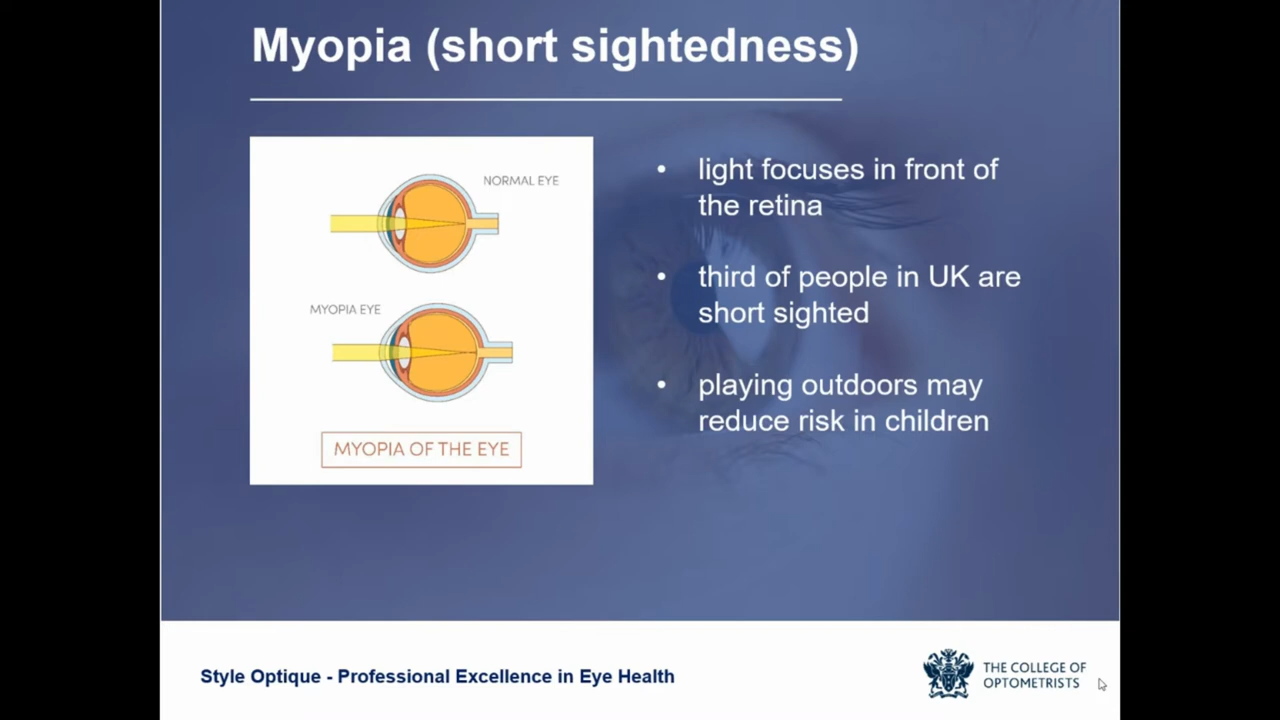 Myopia (short sightedness)
NORMAL EYE
MYOPIA EYE
MYOPIA OF THE EYE
• light focuses in front of
the retina
• third of people in UK are
short sighted
• playing outdoors may
reduce risk in children
Style Optique - Professional Excellence in Eye Health
THE COLLEGE OF
OPTOMETRISTS